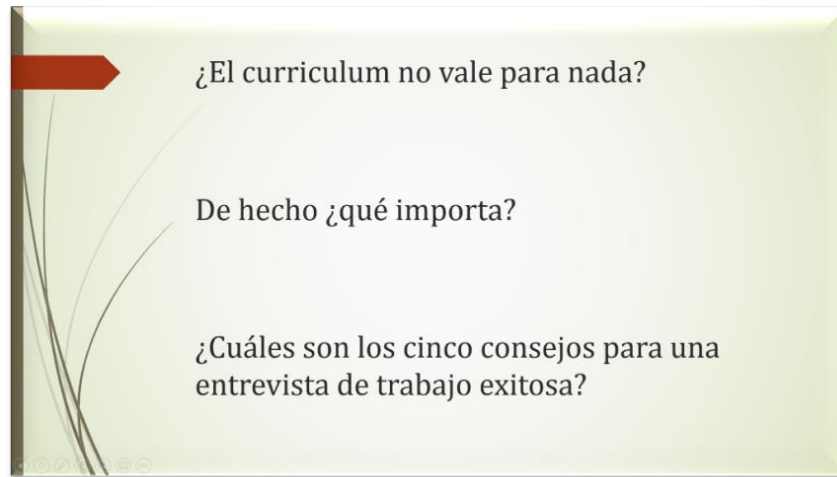 ¿El curriculum no vale para nada?
De hecho ¿qué importa?
¿Cuáles son los cinco consejos para una
entrevista de trabajo exitosa?